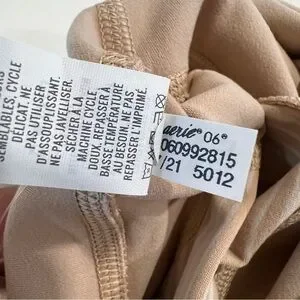 SEMBLABLES, CYCLE
DÉLICAT. NE
PAS UTILISER
D'ASSOUPLISSANT.
NE PAS JAVELLISER.
SÉCHER À LA
MACHINE À CYCLE
DOUX. REPASSER À
BASSE TEMPÉRATURE
AU BESOIN. NE PAS
REPASSER L'IMPRIMÉ.
aerie® 06®
060992815
/21 5012